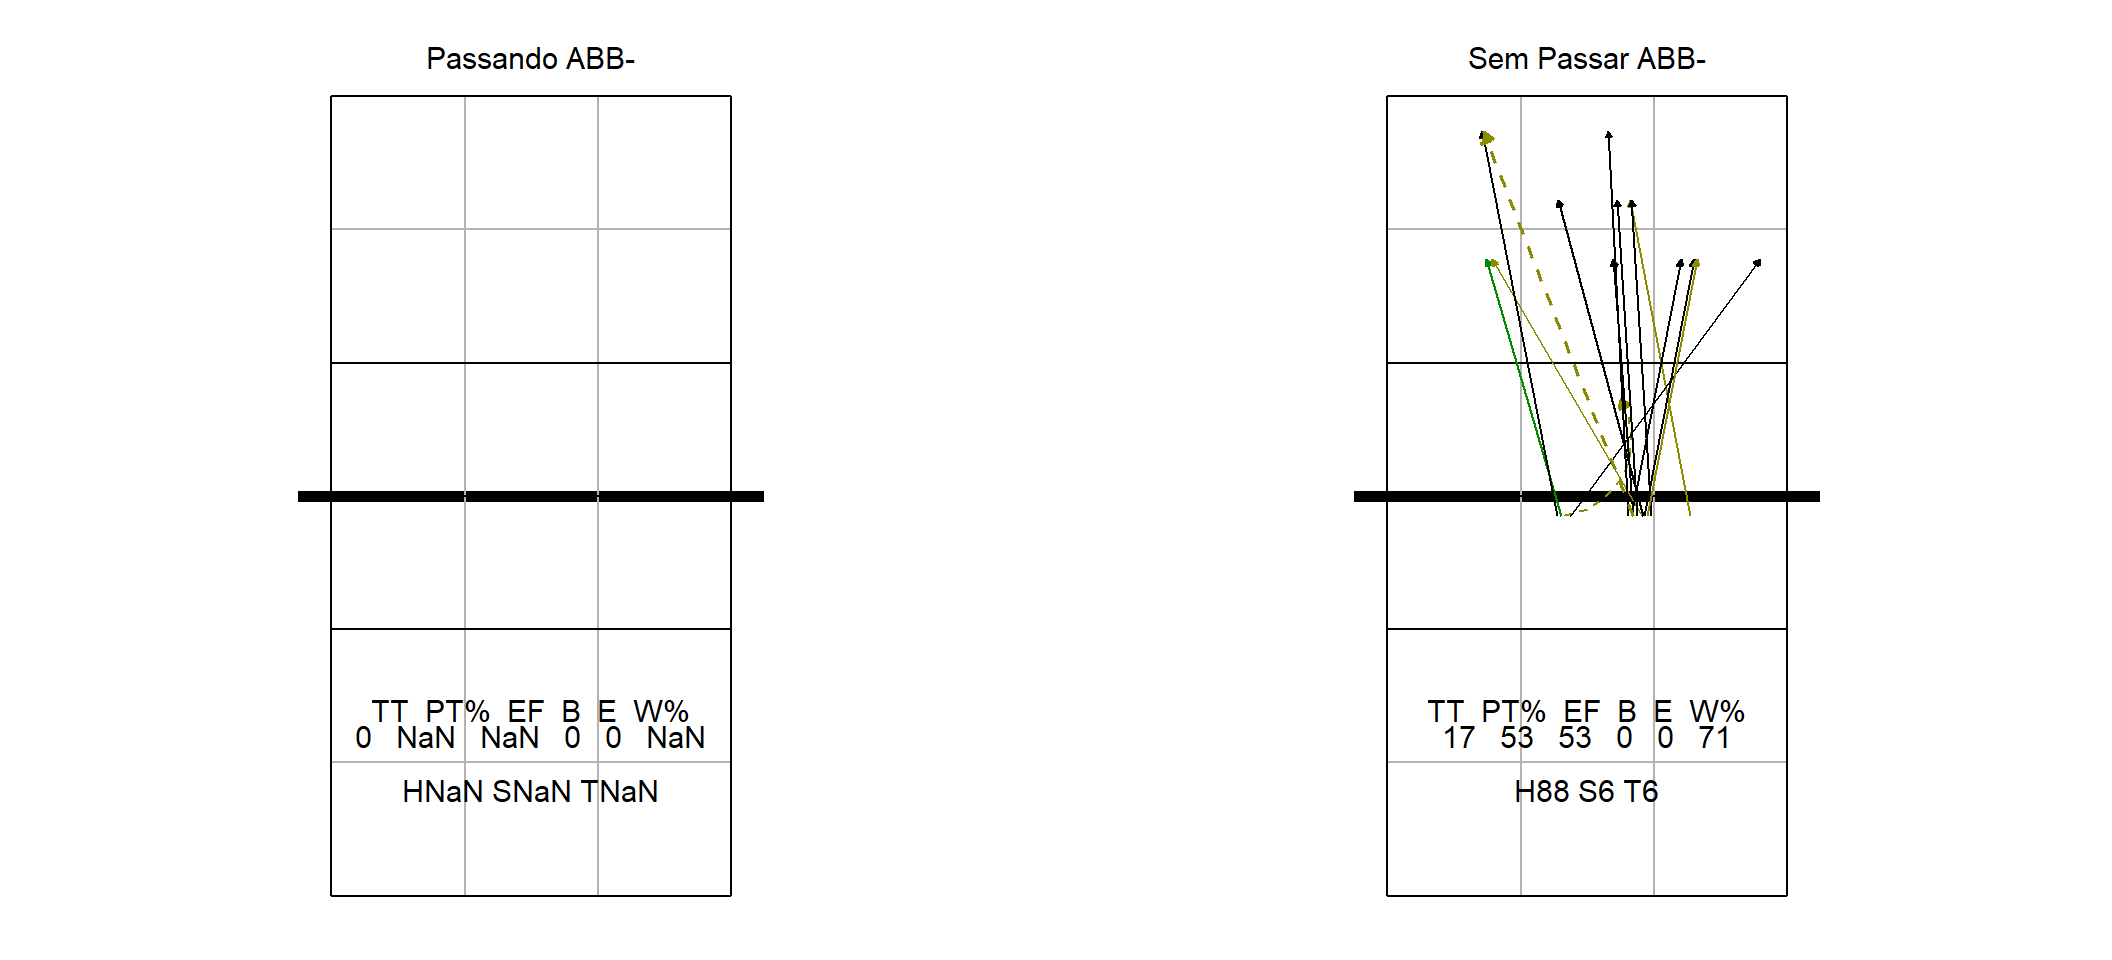 Passando ABB-
TT PT% EF B E W%
0 NaN NaN 0 0 NaN
HNaN SNaN TNaN
Sem Passar ABB-
TT PT% EF B E W%
17 53 53 0 0 71
H88 S6 T6